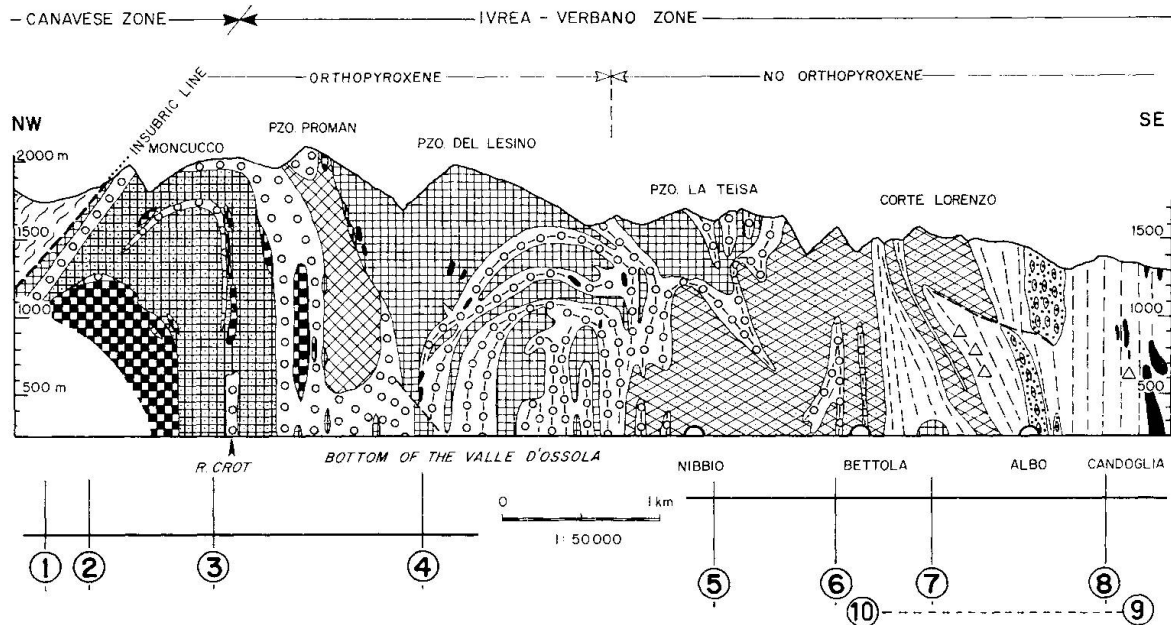 CANAVESE ZONE
IVREA - VERBANO ZONE
INSUBRIC LINE
ORTHOPYROXENE
NO ORTHOPYROXENE
NW
SE
PZO. PROMAN
MONCUCCO
PZO. DEL LESINO
PZO. LA TEISA
CORTE LORENZO
2000 m
1500
1000
500 m
1500
1000
500
R. CROT
BOTTOM OF THE VALLE D'OSSOLA
NIBBIO
BETTOLA
ALBO
CANDOGLIA
0 1 km
1: 50 000
1 2 3 4 5 6 7 8
10 9